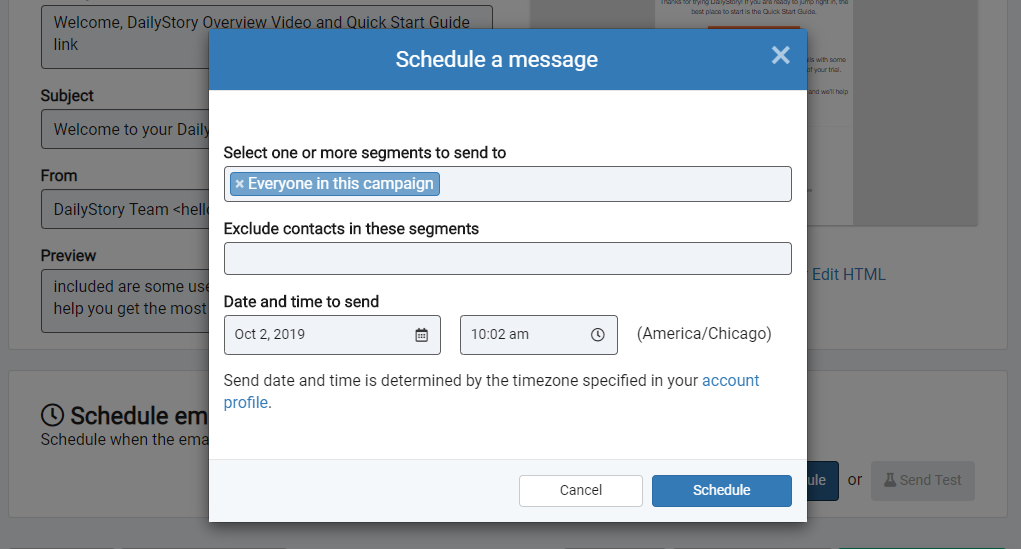 Welcome, DailyStory Overview Video and Quick Start Guide
link
Thanks for trying DailyStory! If you are ready to jump right in, the
best place to start is the Quick Start Guide.
Schedule a message
with some
of your trial.
and we'll help
Subject
Welcome to your Daily
From
DailyStory Team <hello
Preview
included are some use
help you get the most
Select one or more segments to send to
× Everyone in this campaign
Exclude contacts in these segments
Edit HTML
Date and time to send
Oct 2, 2019
10:02 am
(America/Chicago)
Send date and time is determined by the timezone specified in your account
profile.
Schedule em
Schedule when the ema
Cancel
Schedule
ule or Send Test